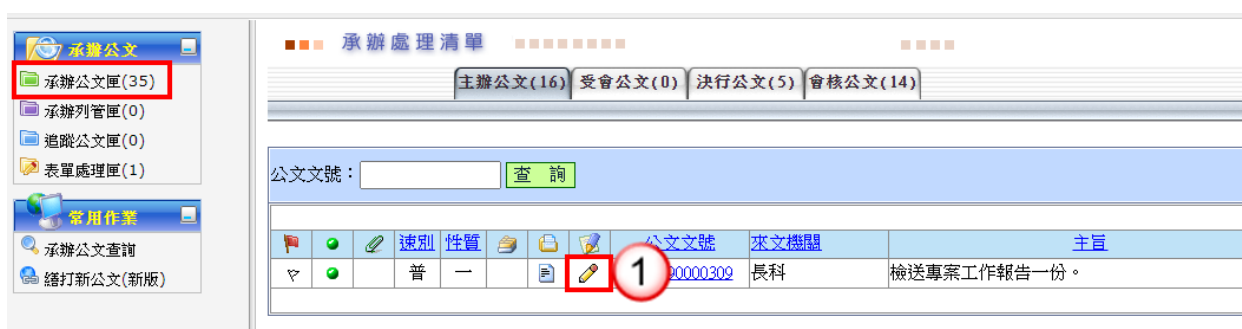 承辦公文
承辦公文匣(35)
承辦列管匣(0)
追蹤公文匣(0)
表單處理匣(1)
常用作業
承辦公文查詢
繕打新公文(新版)
承辦處理清單
主辦公文(16) 受會公文(0) 決行公文(5) 會核公文(14)
公文文號： 查 詢
速別 性質 公文文號 來文機關 主旨
普 一 1 90000309 長科 檢送專案工作報告一份。